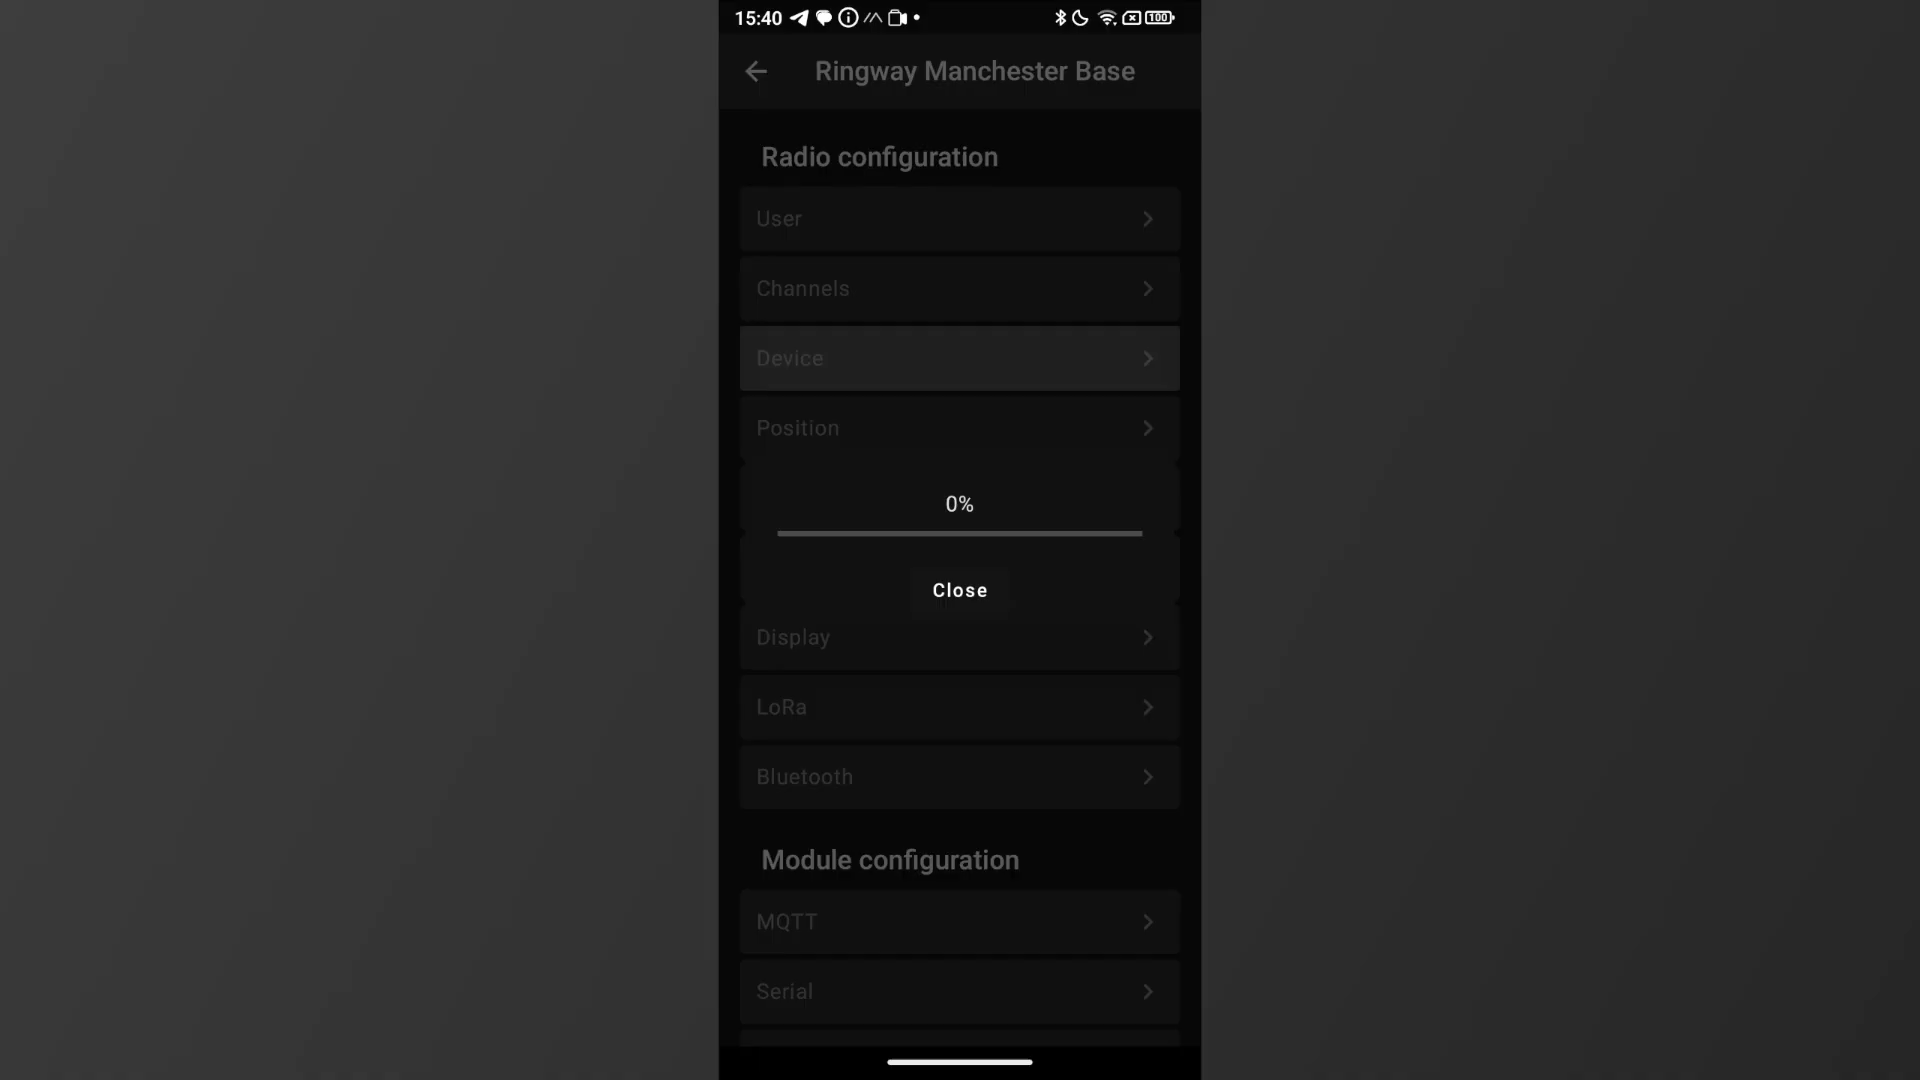 15:40
100
Ringway Manchester Base
Radio configuration
User
Channels
Device
Position
0%
Close
Display
LoRa
Bluetooth
Module configuration
MQTT
Serial